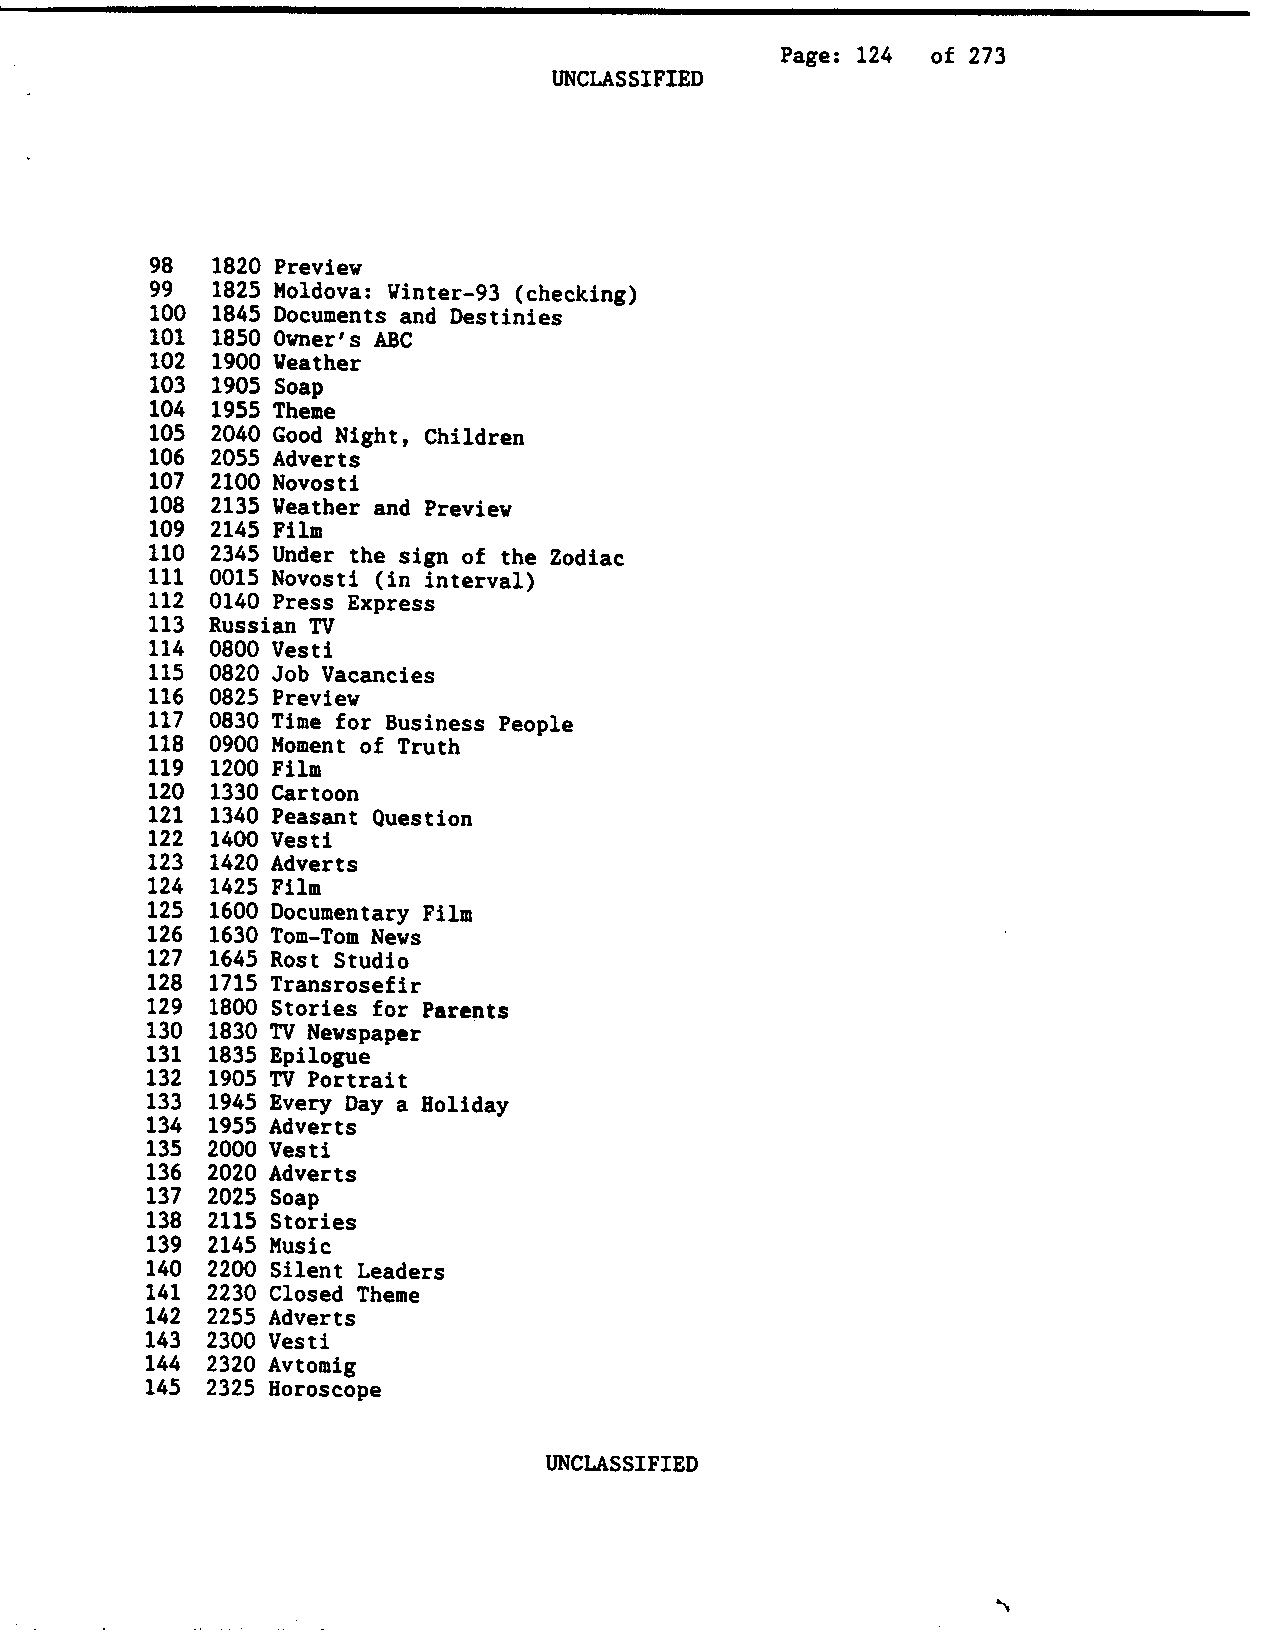 Page: 124 of 273
UNCLASSIFIED
98 1820 Preview
99 1825 Moldova: Winter-93 (checking)
100 1845 Documents and Destinies
101 1850 Owner's ABC
102 1900 Weather
103 1905 Soap
104 1955 Theme
105 2040 Good Night, Children
106 2055 Adverts
107 2100 Novosti
108 2135 Weather and Preview
109 2145 Film
110 2345 Under the sign of the Zodiac
111 0015 Novosti (in interval)
112 0140 Press Express
113 Russian TV
114 0800 Vesti
115 0820 Job Vacancies
116 0825 Preview
117 0830 Time for Business People
118 0900 Moment of Truth
119 1200 Film
120 1330 Cartoon
121 1340 Peasant Question
122 1400 Vesti
123 1420 Adverts
124 1425 Film
125 1600 Documentary Film
126 1630 Tom-Tom News
127 1645 Rost Studio
128 1715 Transrosefir
129 1800 Stories for Parents
130 1830 TV Newspaper
131 1835 Epilogue
132 1905 TV Portrait
133 1945 Every Day a Holiday
134 1955 Adverts
135 2000 Vesti
136 2020 Adverts
137 2025 Soap
138 2115 Stories
139 2145 Music
140 2200 Silent Leaders
141 2230 Closed Theme
142 2255 Adverts
143 2300 Vesti
144 2320 Avtomig
145 2325 Horoscope
UNCLASSIFIED